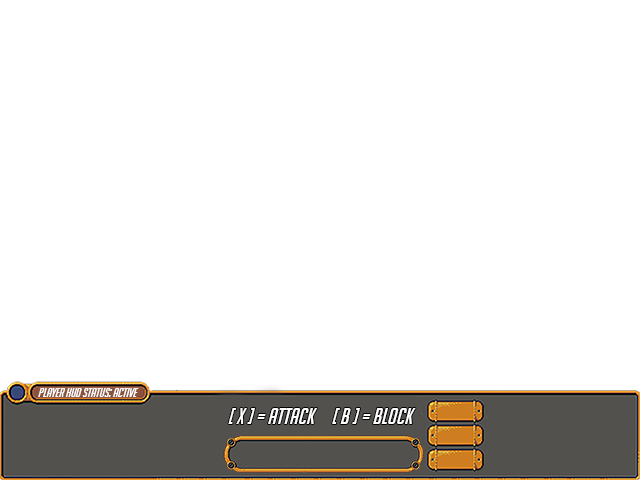 PLAYER HUD STATUS: ACTIVE
[ X ] = ATTACK [ B ] = BLOCK